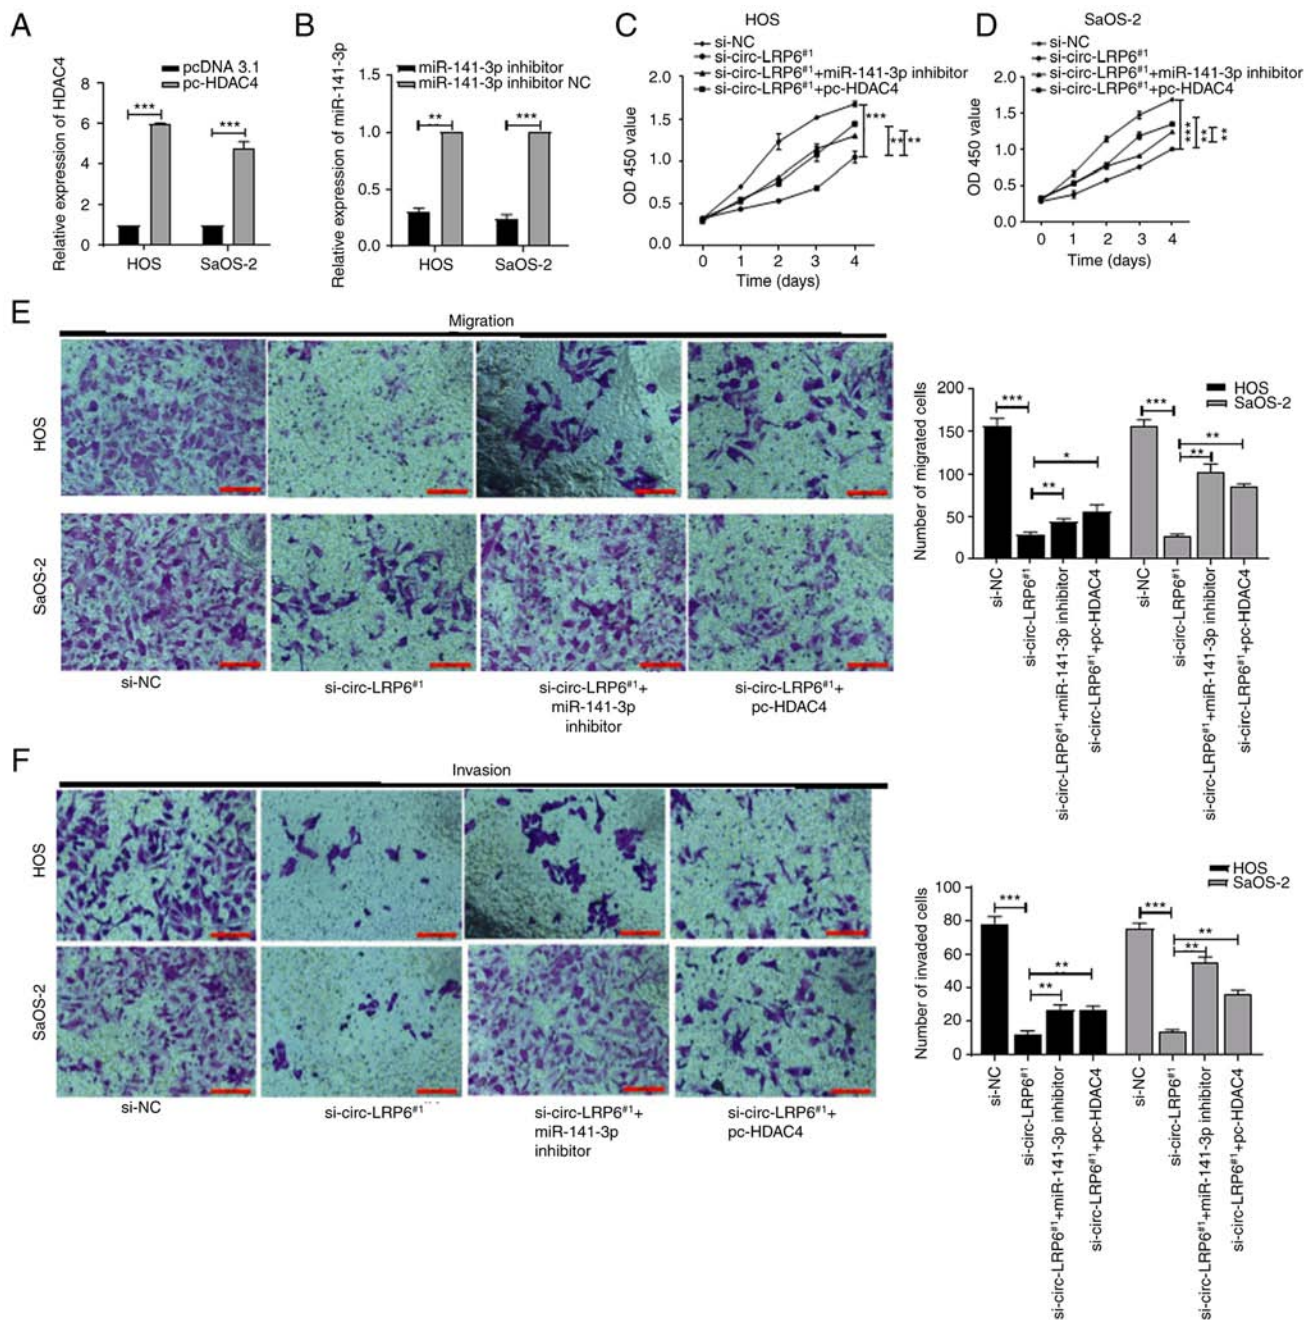 A
pcDNA 3.1
pc-HDAC4
Relative expression of HDAC4
8
6
4
2
0
***
***
HOS
SaOS-2
B
miR-141-3p inhibitor
miR-141-3p inhibitor NC
Relative expression of miR-141-3p
1.5
1.0
0.5
0.0
**
***
HOS
SaOS-2
C
HOS
si-NC
si-circ-LRP6#1
si-circ-LRP6#1+miR-141-3p inhibitor
si-circ-LRP6#1+pc-HDAC4
OD 450 value
2.0
1.5
1.0
0.5
0.0
***
**
**
0 1 2 3 4
Time (days)
D
SaOS-2
si-NC
si-circ-LRP6#1
si-circ-LRP6#1+miR-141-3p inhibitor
si-circ-LRP6#1+pc-HDAC4
OD 450 value
2.0
1.5
1.0
0.5
0.0
***
**
**
0 1 2 3 4
Time (days)
E
Migration
HOS
SaOS-2
si-NC
si-circ-LRP6#1
si-circ-LRP6#1+
miR-141-3p
inhibitor
si-circ-LRP6#1+
pc-HDAC4
HOS
SaOS-2
Number of migrated cells
200
150
100
50
0
***
**
*
***
**
**
si-NC
si-circ-LRP6#1
si-circ-LRP6#1+miR-141-3p inhibitor
si-circ-LRP6#1+pc-HDAC4
si-NC
si-circ-LRP6#1
si-circ-LRP6#1+miR-141-3p inhibitor
si-circ-LRP6#1+pc-HDAC4
F
Invasion
HOS
SaOS-2
si-NC
si-circ-LRP6#1
si-circ-LRP6#1+
miR-141-3p
inhibitor
si-circ-LRP6#1+
pc-HDAC4
HOS
SaOS-2
Number of invaded cells
100
80
60
40
20
0
***
**
**
***
**
**
si-NC
si-circ-LRP6#1
si-circ-LRP6#1+miR-141-3p inhibitor
si-circ-LRP6#1+pc-HDAC4
si-NC
si-circ-LRP6#1
si-circ-LRP6#1+miR-141-3p inhibitor
si-circ-LRP6#1+pc-HDAC4